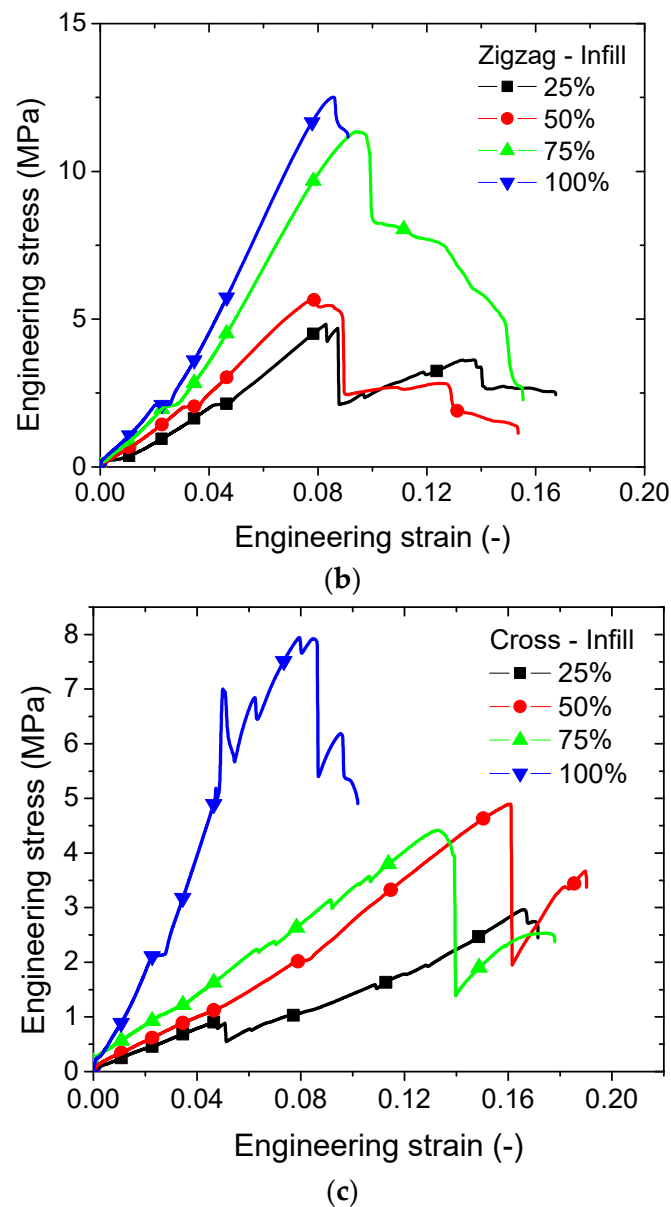 15
10
5
0
Engineering stress (MPa)
Zigzag - Infill
25%
50%
75%
100%
0.00 0.04 0.08 0.12 0.16 0.20
Engineering strain (-)
(b)
8
7
6
5
4
3
2
1
0
Engineering stress (MPa)
Cross - Infill
25%
50%
75%
100%
0.00 0.04 0.08 0.12 0.16 0.20
Engineering strain (-)
(c)